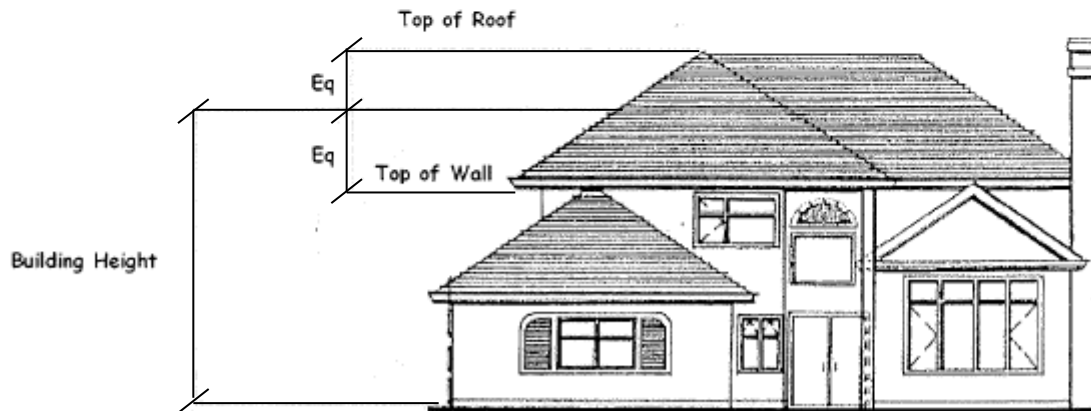 Top of Roof
Eq
Eq
Top of Wall
Building Height